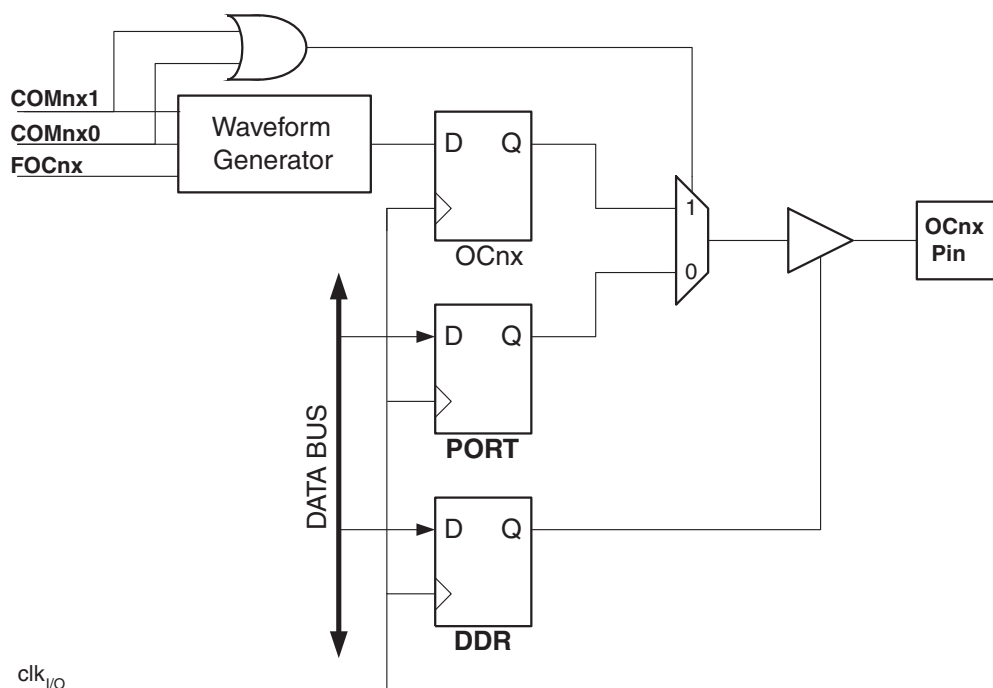 COMnx1
COMnx0
FOCnx
Waveform
Generator
D Q
OCnx
1
0
OCnx
Pin
D Q
PORT
DATA BUS
D Q
DDR
clkI/O